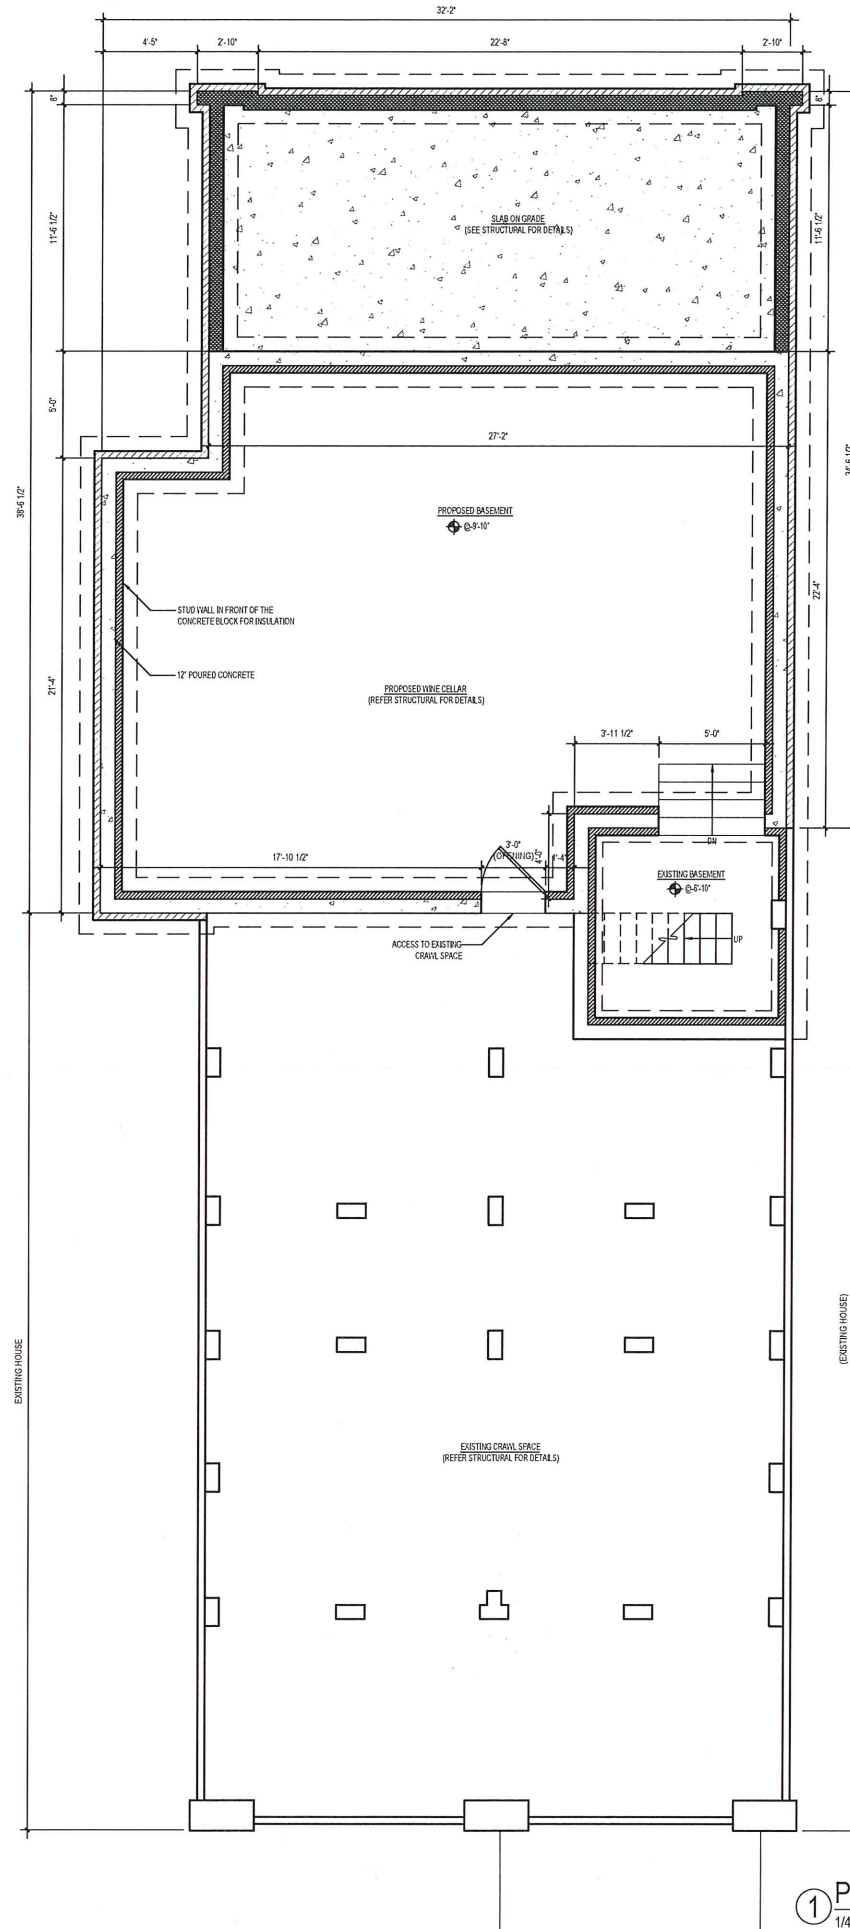 32'-2"
4'-5"
2'-10"
22'-8"
2'-10"
8"
8"
11'-6 1/2"
11'-6 1/2"
SLAB ON GRADE
(SEE STRUCTURAL FOR DETAILS)
5'-0"
27'-2"
38'-6 1/2"
PROPOSED BASEMENT
@-9'-10"
22'-4"
STUD WALL IN FRONT OF THE
CONCRETE BLOCK FOR INSULATION
12" POURED CONCRETE
21'-4"
PROPOSED WINE CELLAR
(REFER STRUCTURAL FOR DETAILS)
3'-11 1/2"
5'-0"
DN
17'-10 1/2"
3'-0"
(OPENING)
4'-0"
EXISTING BASEMENT
@-6'-10"
UP
ACCESS TO EXISTING
CRAWL SPACE
EXISTING HOUSE
(EXISTING HOUSE)
EXISTING CRAWL SPACE
(REFER STRUCTURAL FOR DETAILS)
1
P
1/4